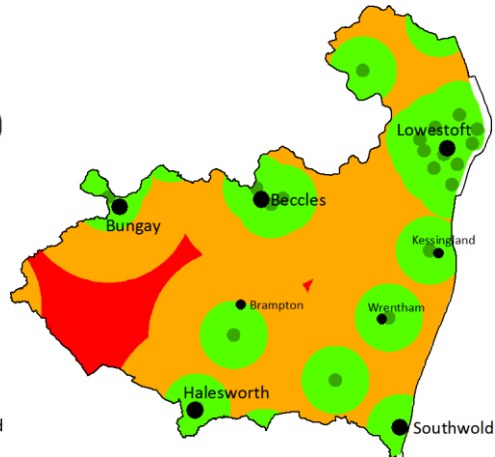 Lowestoft
Beccles
Bungay
Kessingland
Brampton
Wrentham
Halesworth
Southwold